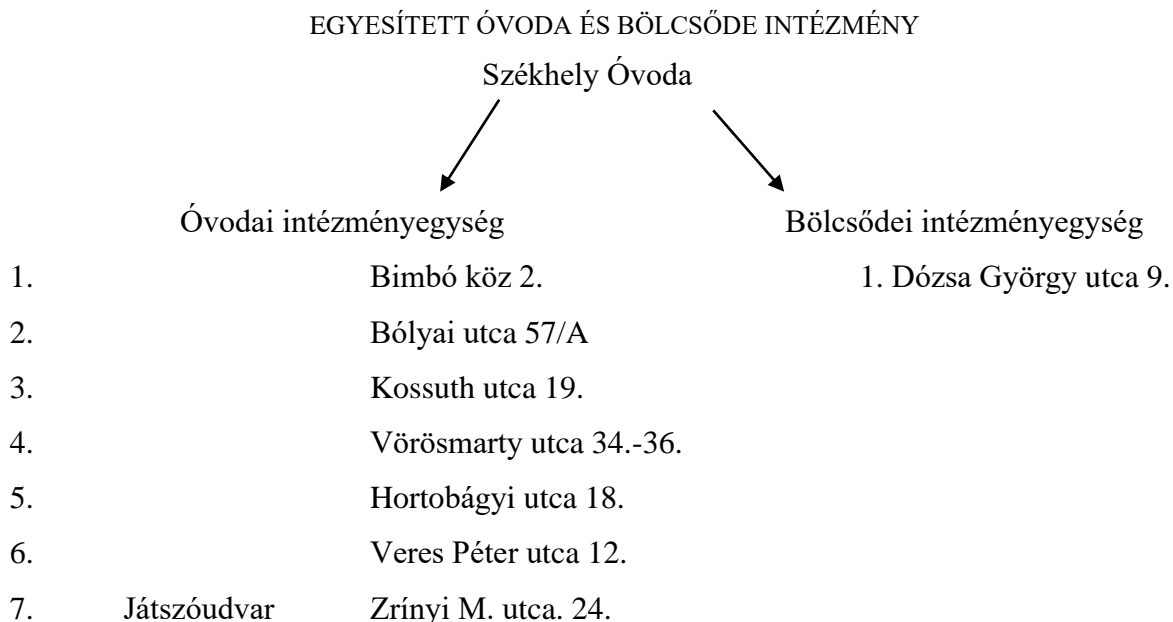 EGYESÍTETT ÓVODA ÉS BÖLCSŐDE INTÉZMÉNY
Székhely Óvoda
Óvodai intézményegység Bölcsődei intézményegység
1. Bimbó köz 2. 1. Dózsa György utca 9.
2. Bólyai utca 57/A
3. Kossuth utca 19.
4. Vörösmarty utca 34.-36.
5. Hortobágyi utca 18.
6. Veres Péter utca 12.
7. Játszóudvar Zrínyi M. utca. 24.